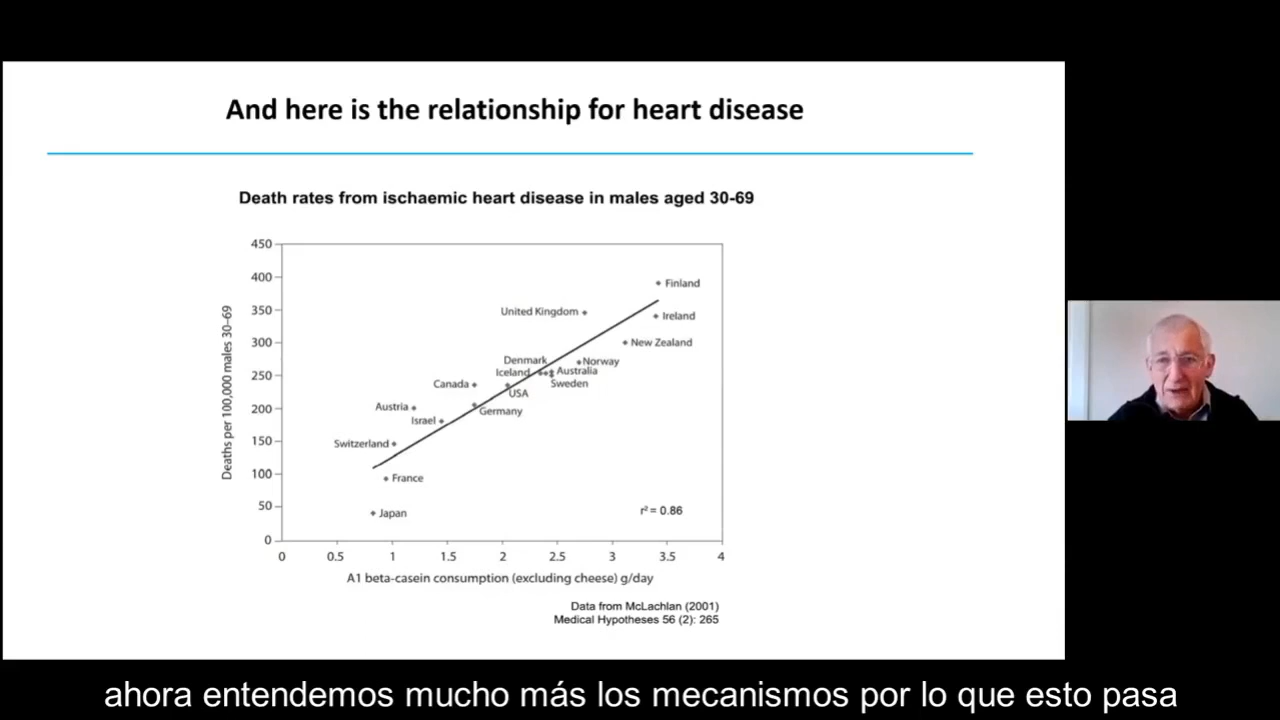 And here is the relationship for heart disease
Death rates from ischaemic heart disease in males aged 30-69
450
400
350
300
250
200
150
100
50
0
Deaths per 100,000 males 30–69
Finland
United Kingdom
Ireland
New Zealand
Denmark
Norway
Iceland
Australia
Sweden
Canada
USA
Austria
Germany
Israel
Switzerland
France
Japan
r² = 0.86
0 0.5 1 1.5 2 2.5 3 3.5 4
A1 beta-casein consumption (excluding cheese) g/day
Data from McLachlan (2001)
Medical Hypotheses 56 (2): 265
ahora entendemos mucho más los mecanismos por lo que esto pasa